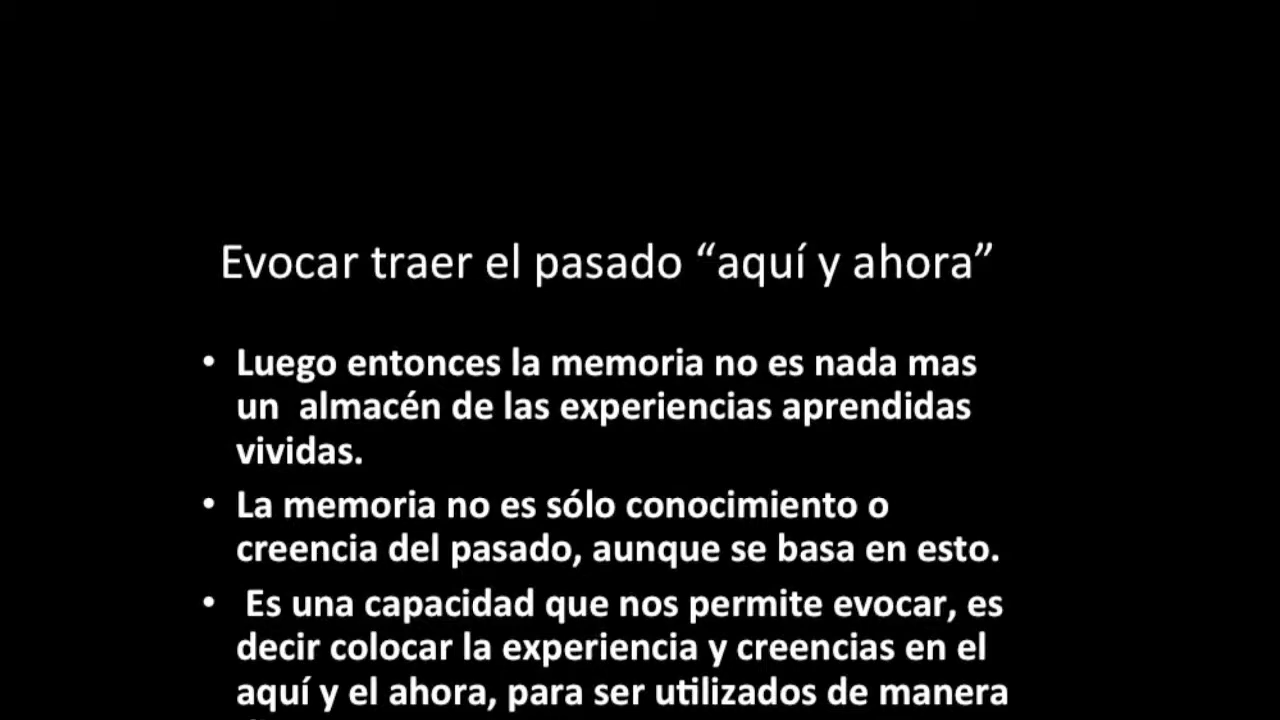 Evocar traer el pasado “aquí y ahora”
• Luego entonces la memoria no es nada mas
un  almacén de las experiencias aprendidas
vividas.
• La memoria no es sólo conocimiento o
creencia del pasado, aunque se basa en esto.
•  Es una capacidad que nos permite evocar, es
decir colocar la experiencia y creencias en el
aquí y el ahora, para ser utilizados de manera